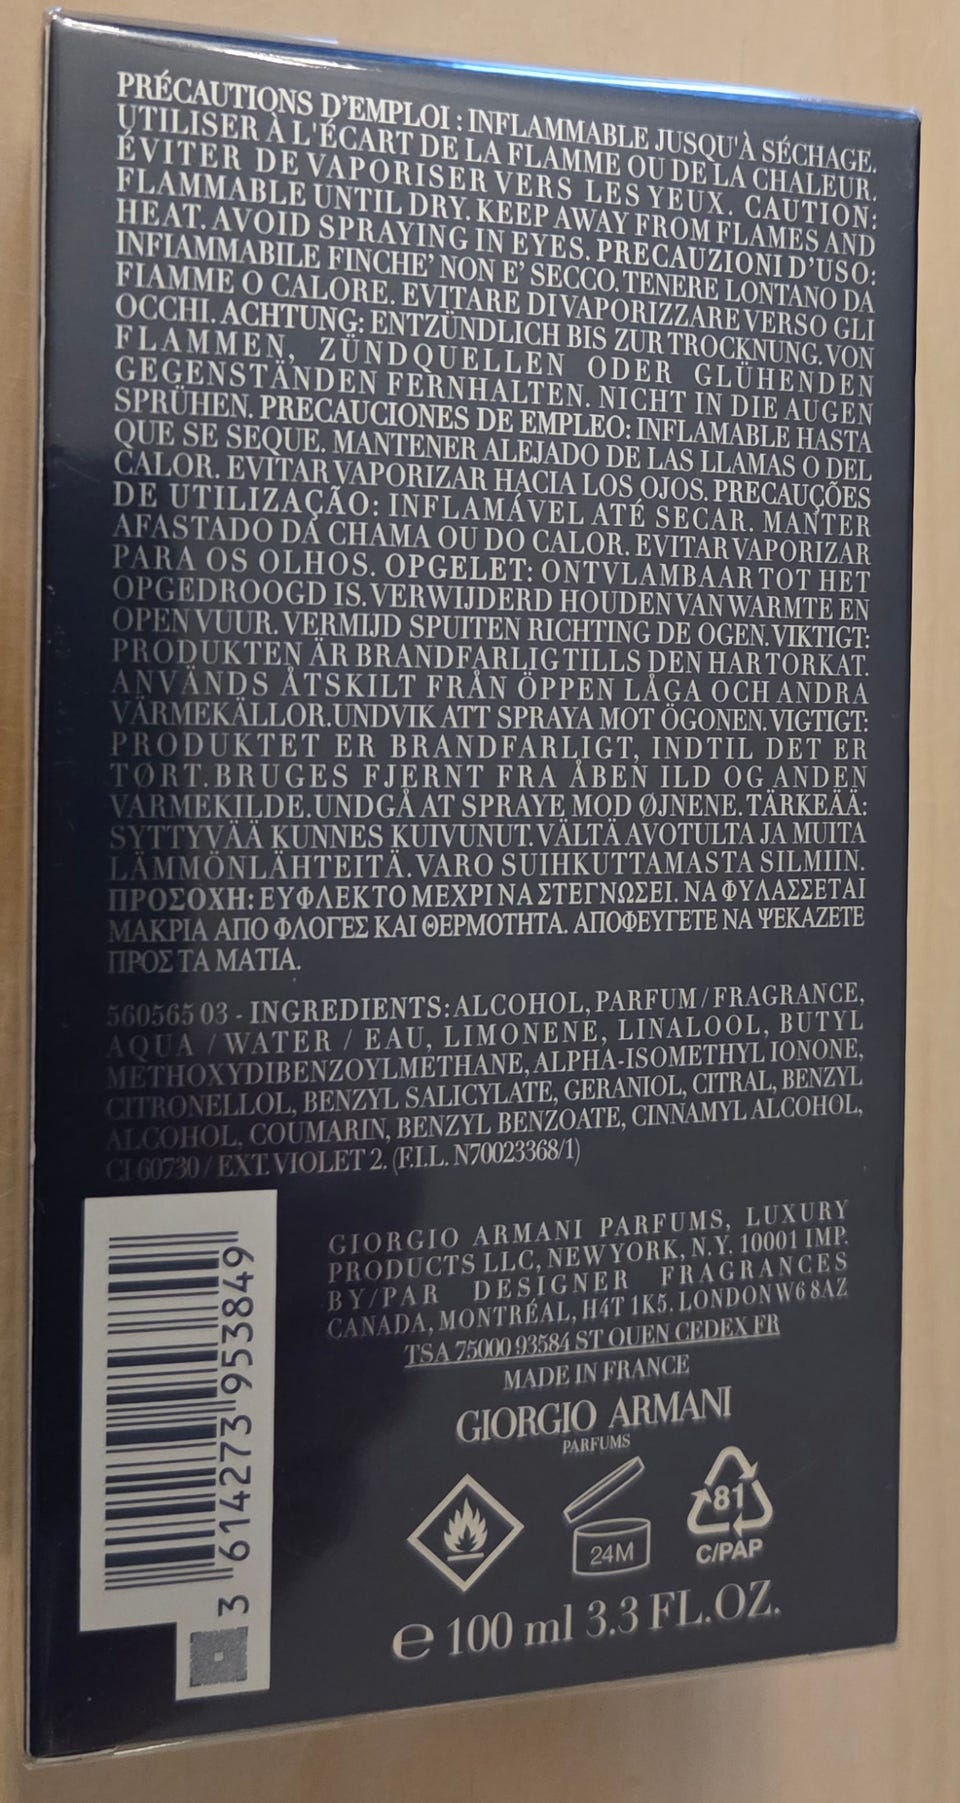 PRÉCAUTIONS D'EMPLOI : INFLAMMABLE JUSQU'À SÉCHAGE.
UTILISER À L'ÉCART DE LA FLAMME OU DE LA CHALEUR.
ÉVITER DE VAPORISER VERS LES YEUX. CAUTION:
FLAMMABLE UNTIL DRY. KEEP AWAY FROM FLAMES AND
HEAT. AVOID SPRAYING IN EYES. PRECAUZIONI D'USO:
INFIAMMABILE FINCHE' NON E' SECCO. TENERE LONTANO DA
FIAMME O CALORE. EVITARE DI VAPORIZZARE VERSO GLI
OCCHI. ACHTUNG: ENTZÜNDLICH BIS ZUR TROCKNUNG. VON
FLAMMEN, ZÜNDQUELLEN ODER GLÜHENDEN
GEGENSTÄNDEN FERNHALTEN. NICHT IN DIE AUGEN
SPRÜHEN. PRECAUCIONES DE EMPLEO: INFLAMABLE HASTA
QUE SE SEQUE. MANTENER ALEJADO DE LAS LLAMAS O DEL
CALOR. EVITAR VAPORIZAR HACIA LOS OJOS. PRECAUÇÕES
DE UTILIZAÇÃO: INFLAMÁVEL ATÉ SECAR. MANTER
AFASTADO DA CHAMA OU DO CALOR. EVITAR VAPORIZAR
PARA OS OLHOS. OPGELET: ONTVLAMBAAR TOT HET
OPGEDROOGD IS. VERWIJDERD HOUDEN VAN WARMTE EN
OPEN VUUR. VERMIJD SPUITEN RICHTING DE OGEN. VIKTIGT:
PRODUKTEN ÄR BRANDFARLIG TILLS DEN HAR TORKAT.
ANVÄNDS ÅTSKILT FRÅN ÖPPEN LÅGA OCH ANDRA
VÄRMEKÄLLOR. UNDVIK ATT SPRAYA MOT ÖGONEN. VIGTIGT:
PRODUKTET ER BRANDFARLIGT, INDTIL DET ER
TØRT. BRUGES FJERNT FRA ÅBEN ILD OG ANDEN
VARMEKILDE. UNDGÅ AT SPRAYE MOD ØJNENE. TÄRKEÄÄ:
SYTTYVÄÄ KUNNES KUIVUNUT. VÄLTÄ AVOTULTA JA MUITA
LÄMMÖNLÄHTEITÄ. VARO SUIHKUTTAMASTA SILMIIN.
ΠΡΟΣΟΧΗ: ΕΥΦΛΕΚΤΟ ΜΕΧΡΙ ΝΑ ΣΤΕΓΝΩΣΕΙ. ΝΑ ΦΥΛΑΣΣΕΤΑΙ
ΜΑΚΡΙΑ ΑΠΟ ΦΛΟΓΕΣ ΚΑΙ ΘΕΡΜΟΤΗΤΑ. ΑΠΟΦΕΥΓΕΤΕ ΝΑ ΨΕΚΑΖΕΤΕ
ΠΡΟΣ ΤΑ ΜΑΤΙΑ.
560565 03 - INGREDIENTS: ALCOHOL, PARFUM / FRAGRANCE,
AQUA / WATER / EAU, LIMONENE, LINALOOL, BUTYL
METHOXYDIBENZOYLMETHANE, ALPHA-ISOMETHYL IONONE,
CITRONELLOL, BENZYL SALICYLATE, GERANIOL, CITRAL, BENZYL
ALCOHOL, COUMARIN, BENZYL BENZOATE, CINNAMYL ALCOHOL,
CI 60730 / EXT. VIOLET 2. (F.I.L. N70023368/1)
GIORGIO ARMANI PARFUMS, LUXURY
PRODUCTS LLC, NEW YORK, N.Y. 10001 IMP.
BY/PAR DESIGNER FRAGRANCES
CANADA, MONTRÉAL, H4T 1K5. LONDON W6 8AZ
TSA 75000 93584 ST OUEN CEDEX FR
MADE IN FRANCE
GIORGIO ARMANI
PARFUMS
3 614273 953849
24M
81
C/PAP
℮ 100 ml 3.3 FL.OZ.